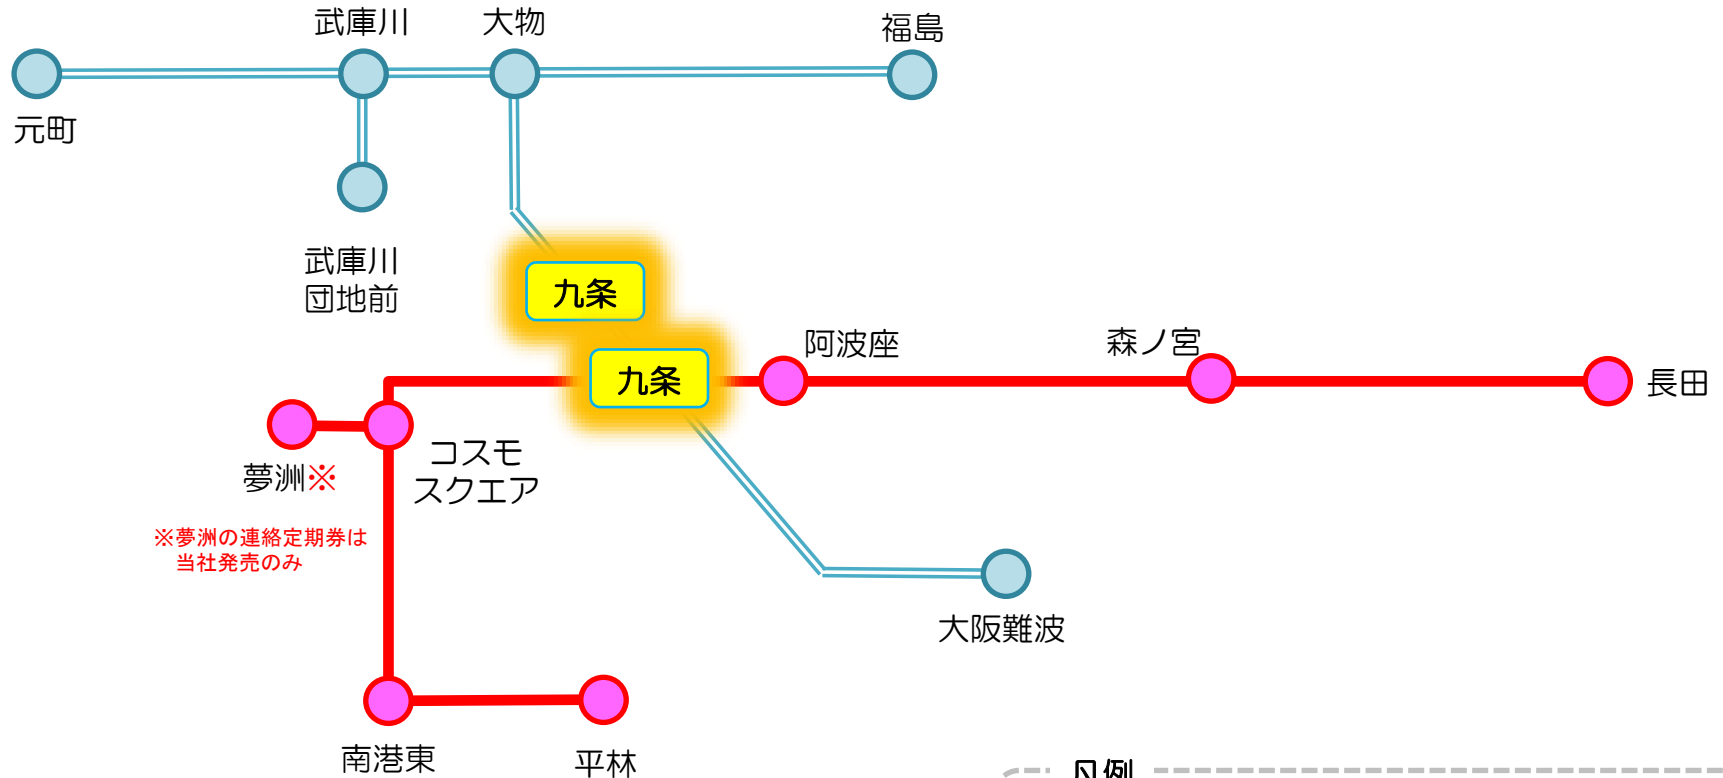 武庫川
大物
福島
元町
武庫川
団地前
九条
九条
阿波座
森ノ宮
長田
夢洲※
コスモ
スクエア
※夢洲の連絡定期券は
当社発売のみ
大阪難波
南港東
平林
凡例